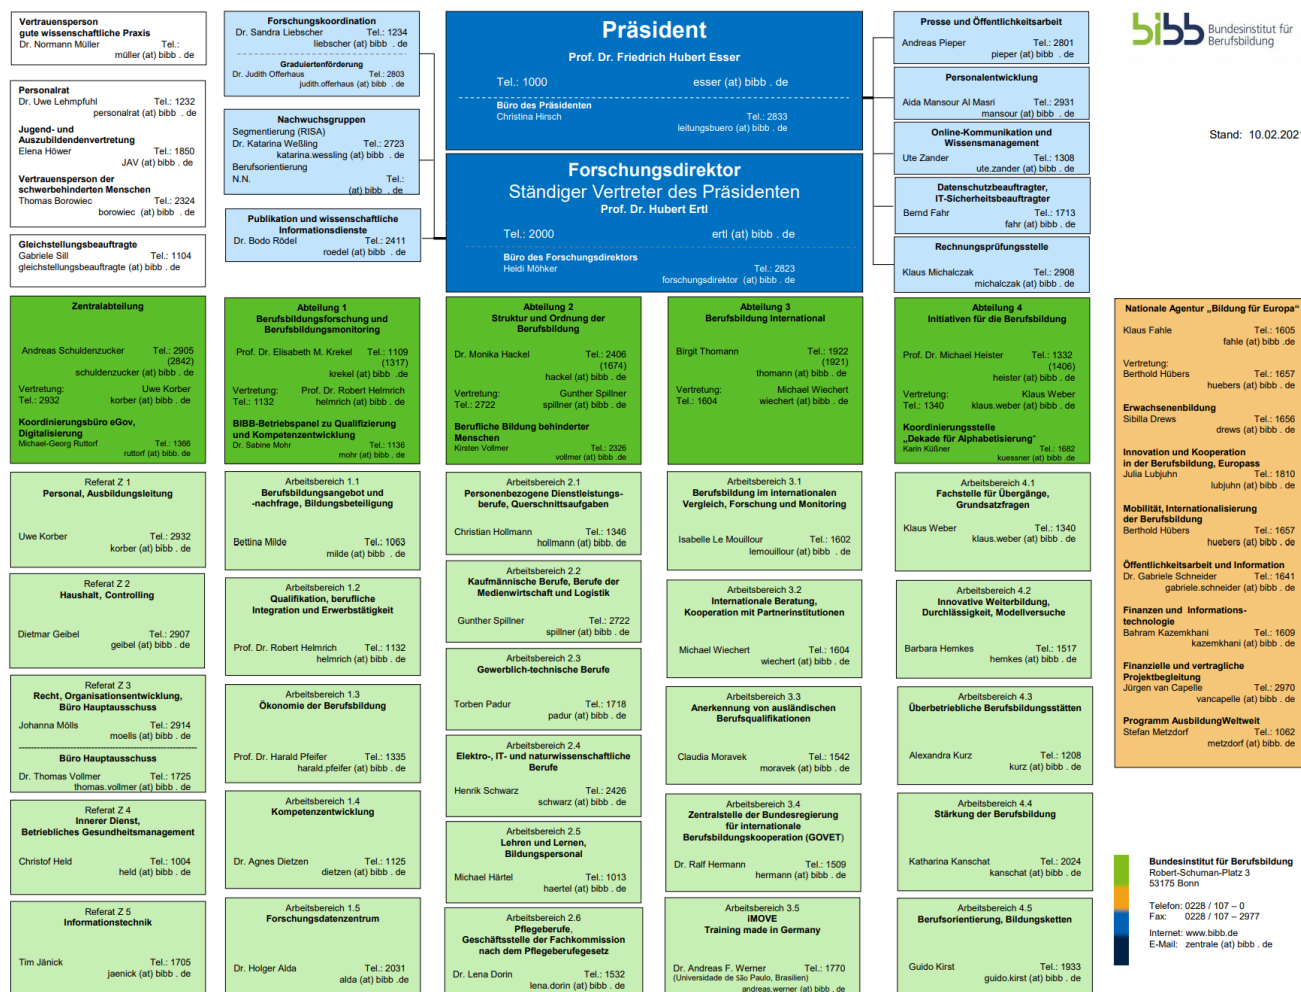 Vertrauensperson
gute wissenschaftliche Praxis
Dr. Normann Müller Tel.:
müller (at) bibb . de
Personalrat
Dr. Uwe Lehmpfuhl Tel.: 1232
personalrat (at) bibb . de
Jugend- und
Auszubildendenvertretung
Elena Höwer Tel.: 1850
JAV (at) bibb . de
Vertrauensperson der
schwerbehinderten Menschen
Thomas Borowiec Tel.: 2324
borowiec (at) bibb . de
Gleichstellungsbeauftragte
Gabriele Sill Tel.: 1104
gleichstellungsbeauftragte (at) bibb . de
Forschungskoordination
Dr. Sandra Liebscher Tel.: 1234
liebscher (at) bibb . de
Graduiertenförderung
Dr. Judith Offerhaus Tel.: 2803
judith.offerhaus (at) bibb . de
Nachwuchsgruppen
Segmentierung (RISA)
Dr. Katarina Weßling Tel.: 2723
katarina.wessling (at) bibb . de
Berufsorientierung
N.N. Tel.:
(at) bibb . de
Publikation und wissenschaftliche
Informationsdienste
Dr. Bodo Rödel Tel.: 2411
roedel (at) bibb . de
Präsident
Prof. Dr. Friedrich Hubert Esser
Tel.: 1000 esser (at) bibb . de
Büro des Präsidenten
Christina Hirsch Tel.: 2833
leitungsbuero (at) bibb . de
Forschungsdirektor
Ständiger Vertreter des Präsidenten
Prof. Dr. Hubert Ertl
Tel.: 2000 ertl (at) bibb . de
Büro des Forschungsdirektors
Heidi Möhker Tel.: 2823
forschungsdirektor (at) bibb . de
Presse und Öffentlichkeitsarbeit
Andreas Pieper Tel.: 2801
pieper (at) bibb . de
Personalentwicklung
Aida Mansour Al Masri Tel.: 2931
mansour (at) bibb . de
Online-Kommunikation und
Wissensmanagement
Ute Zander Tel.: 1308
ute.zander (at) bibb . de
Datenschutzbeauftragter,
IT-Sicherheitsbeauftragter
Bernd Fahr Tel.: 1713
fahr (at) bibb . de
Rechnungsprüfungsstelle
Klaus Michalczak Tel.: 2908
michalczak (at) bibb . de
bibb Bundesinstitut für
Berufsbildung
Stand: 10.02.202
Zentralabteilung
Andreas Schuldenzucker Tel.: 2905
(2842)
schuldenzucker (at) bibb . de
Vertretung: Uwe Korber
Tel.: 2932 korber (at) bibb . de
Koordinierungsbüro eGov,
Digitalisierung
Michael-Georg Ruttorf Tel.: 1366
ruttorf (at) bibb. de
Referat Z 1
Personal, Ausbildungsleitung
Uwe Korber Tel.: 2932
korber (at) bibb . de
Referat Z 2
Haushalt, Controlling
Dietmar Geibel Tel.: 2907
geibel (at) bibb . de
Referat Z 3
Recht, Organisationsentwicklung,
Büro Hauptausschuss
Johanna Mölls Tel.: 2914
moells (at) bibb . de
Büro Hauptausschuss
Dr. Thomas Vollmer Tel.: 1725
thomas.vollmer (at) bibb . de
Referat Z 4
Innerer Dienst,
Betriebliches Gesundheitsmanagement
Christof Held Tel.: 1004
held (at) bibb . de
Referat Z 5
Informationstechnik
Tim Jänick Tel.: 1705
jaenick (at) bibb . de
Abteilung 1
Berufsbildungsforschung und
Berufsbildungsmonitoring
Prof. Dr. Elisabeth M. Krekel Tel.: 1109
(1317)
krekel (at) bibb .de
Vertretung: Prof. Dr. Robert Helmrich
Tel.: 1132 helmrich (at) bibb . de
BIBB-Betriebspanel zu Qualifizierung
und Kompetenzentwicklung
Dr. Sabine Mohr Tel.: 1136
mohr (at) bibb . de
Arbeitsbereich 1.1
Berufsbildungsangebot und
-nachfrage, Bildungsbeteiligung
Bettina Milde Tel.: 1063
milde (at) bibb . de
Arbeitsbereich 1.2
Qualifikation, berufliche
Integration und Erwerbstätigkeit
Prof. Dr. Robert Helmrich Tel.: 1132
helmrich (at) bibb . de
Arbeitsbereich 1.3
Ökonomie der Berufsbildung
Prof. Dr. Harald Pfeifer Tel.: 1335
harald.pfeifer (at) bibb . de
Arbeitsbereich 1.4
Kompetenzentwicklung
Dr. Agnes Dietzen Tel.: 1125
dietzen (at) bibb . de
Arbeitsbereich 1.5
Forschungsdatenzentrum
Dr. Holger Alda Tel.: 2031
alda (at) bibb .de
Abteilung 2
Struktur und Ordnung der
Berufsbildung
Dr. Monika Hackel Tel.: 2406
(1674)
hackel (at) bibb . de
Vertretung: Gunther Spillner
Tel.: 2722 spillner (at) bibb . de
Berufliche Bildung behinderter
Menschen
Kirsten Vollmer Tel.: 2326
vollmer (at) bibb .de
Arbeitsbereich 2.1
Personenbezogene Dienstleistungs-
berufe, Querschnittsaufgaben
Christian Hollmann Tel.: 1346
hollmann (at) bibb. de
Arbeitsbereich 2.2
Kaufmännische Berufe, Berufe der
Medienwirtschaft und Logistik
Gunther Spillner Tel.: 2722
spillner (at) bibb . de
Arbeitsbereich 2.3
Gewerblich-technische Berufe
Torben Padur Tel.: 1718
padur (at) bibb . de
Arbeitsbereich 2.4
Elektro-, IT- und naturwissenschaftliche
Berufe
Henrik Schwarz Tel.: 2426
schwarz (at) bibb . de
Arbeitsbereich 2.5
Lehren und Lernen,
Bildungspersonal
Michael Härtel Tel.: 1013
haertel (at) bibb . de
Arbeitsbereich 2.6
Pflegeberufe,
Geschäftsstelle der Fachkommission
nach dem Pflegeberufegesetz
Dr. Lena Dorin Tel.: 1532
lena.dorin (at) bibb . de
Abteilung 3
Berufsbildung International
Birgit Thomann Tel.: 1922
(1921)
thomann (at) bibb . de
Vertretung: Michael Wiechert
Tel.: 1604 wiechert (at) bibb . de
Arbeitsbereich 3.1
Berufsbildung im internationalen
Vergleich, Forschung und Monitoring
Isabelle Le Mouillour Tel.: 1602
lemouillour (at) bibb . de
Arbeitsbereich 3.2
Internationale Beratung,
Kooperation mit Partnerinstitutionen
Michael Wiechert Tel.: 1604
wiechert (at) bibb . de
Arbeitsbereich 3.3
Anerkennung von ausländischen
Berufsqualifikationen
Claudia Moravek Tel.: 1542
moravek (at) bibb . de
Arbeitsbereich 3.4
Zentralstelle der Bundesregierung
für internationale
Berufsbildungskooperation (GOVET)
Dr. Ralf Hermann Tel.: 1509
hermann (at) bibb . de
Arbeitsbereich 3.5
iMOVE
Training made in Germany
Dr. Andreas F. Werner Tel.: 1770
(Universidade de São Paulo, Brasilien)
andreas.werner (at) bibb . de
Abteilung 4
Initiativen für die Berufsbildung
Prof. Dr. Michael Heister Tel.: 1332
(1406)
heister (at) bibb . de
Vertretung: Klaus Weber
Tel.: 1340 klaus.weber (at) bibb . de
Koordinierungsstelle
„Dekade für Alphabetisierung“
Karin Küßner Tel.: 1682
kuessner (at) bibb .de
Arbeitsbereich 4.1
Fachstelle für Übergänge,
Grundsatzfragen
Klaus Weber Tel.: 1340
klaus.weber (at) bibb . de
Arbeitsbereich 4.2
Innovative Weiterbildung,
Durchlässigkeit, Modellversuche
Barbara Hemkes Tel.: 1517
hemkes (at) bibb . de
Arbeitsbereich 4.3
Überbetriebliche Berufsbildungsstätten
Alexandra Kurz Tel.: 1208
kurz (at) bibb . de
Arbeitsbereich 4.4
Stärkung der Berufsbildung
Katharina Kanschat Tel.: 2024
kanschat (at) bibb . de
Arbeitsbereich 4.5
Berufsorientierung, Bildungsketten
Guido Kirst Tel.: 1933
guido.kirst (at) bibb . de
Nationale Agentur „Bildung für Europa“
Klaus Fahle Tel.: 1605
fahle (at) bibb .de
Vertretung:
Berthold Hübers Tel.: 1657
huebers (at) bibb . de
Erwachsenenbildung
Sibilla Drews Tel.: 1656
drews (at) bibb . de
Innovation und Kooperation
in der Berufsbildung, Europass
Julia Lubjuhn Tel.: 1810
lubjuhn (at) bibb . de
Mobilität, Internationalisierung
der Berufsbildung
Berthold Hübers Tel.: 1657
huebers (at) bibb . de
Öffentlichkeitsarbeit und Information
Dr. Gabriele Schneider Tel.: 1641
gabriele.schneider (at) bibb . de
Finanzen und Informations-
technologie
Bahram Kazemkhani Tel.: 1609
kazemkhani (at) bibb . de
Finanzielle und vertragliche
Projektbegleitung
Jürgen van Capelle Tel.: 2970
vancapelle (at) bibb . de
Programm AusbildungWeltweit
Stefan Metzdorf Tel.: 1062
metzdorf (at) bibb. de
Bundesinstitut für Berufsbildung
Robert-Schuman-Platz 3
53175 Bonn
Telefon: 0228 / 107 – 0
Fax: 0228 / 107 – 2977
Internet: www.bibb.de
E-Mail: zentrale (at) bibb . de